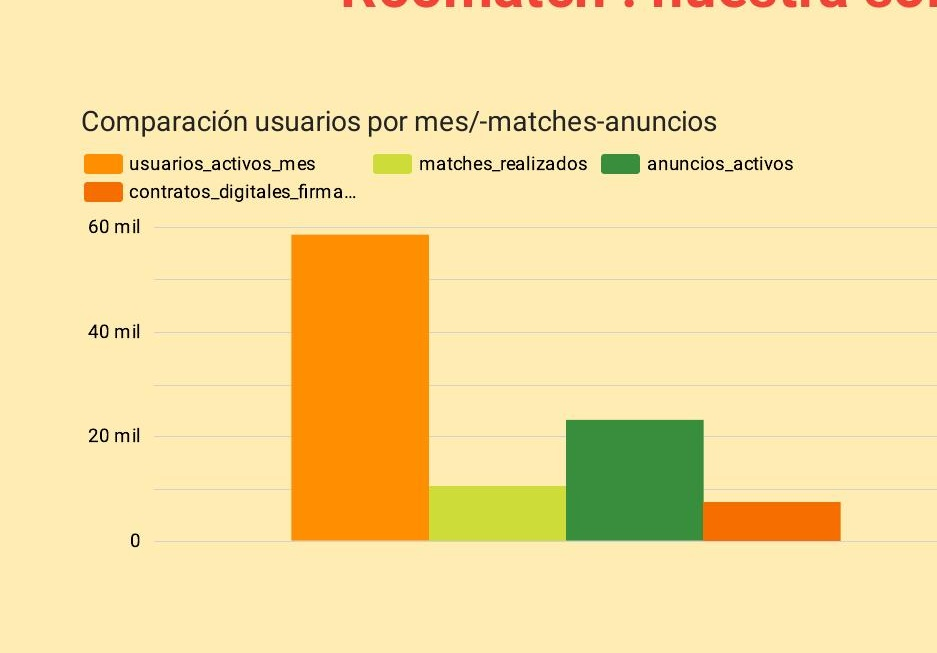 Comparación usuarios por mes/-matches-anuncios
usuarios_activos_mes matches_realizados anuncios_activos
contratos_digitales_firma...
60 mil
40 mil
20 mil
0